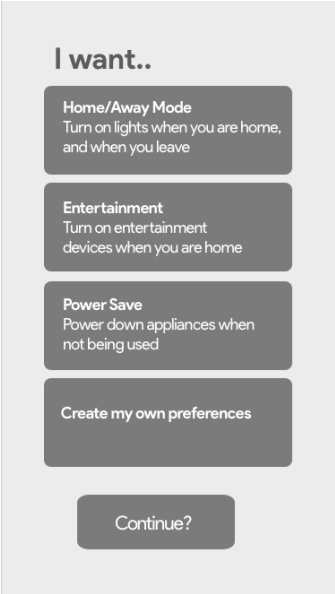 I want..
Home/Away Mode
Turn on lights when you are home,
and when you leave
Entertainment
Turn on entertainment
devices when you are home
Power Save
Power down appliances when
not being used
Create my own preferences
Continue?